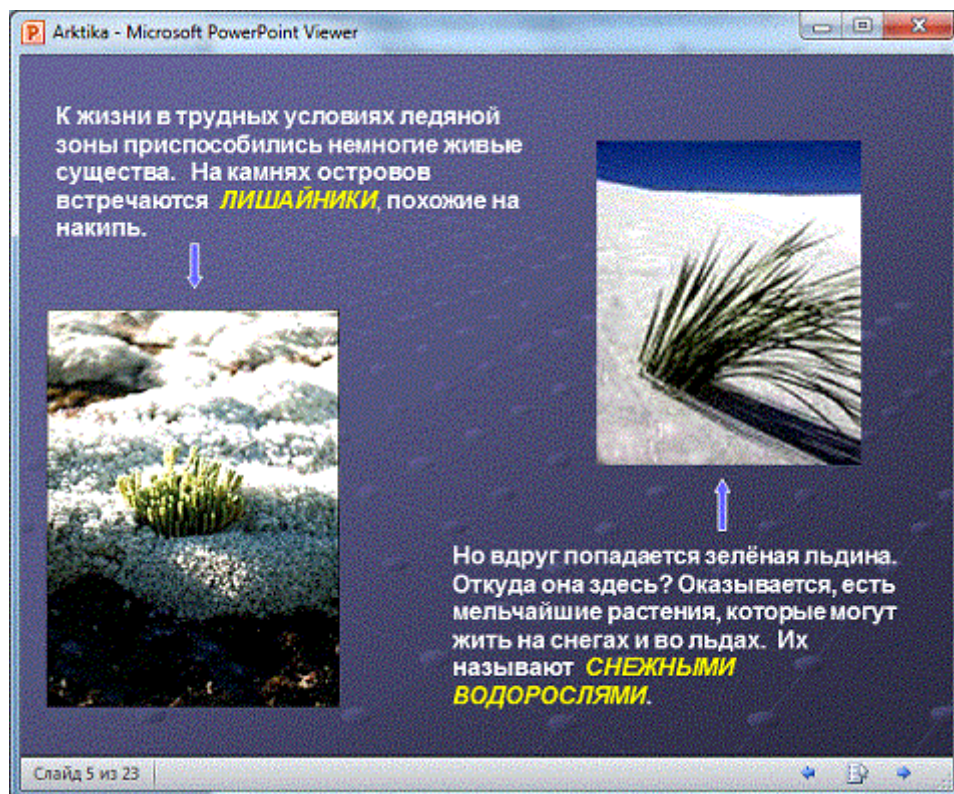 Arktika - Microsoft PowerPoint Viewer
К жизни в трудных условиях ледяной
зоны приспособились немногие живые
существа. На камнях островов
встречаются ЛИШАЙНИКИ, похожие на
накипь.
Но вдруг попадается зелёная льдина.
Откуда она здесь? Оказывается, есть
мельчайшие растения, которые могут
жить на снегах и во льдах. Их
называют СНЕЖНЫМИ
ВОДОРОСЛЯМИ.
Слайд 5 из 23